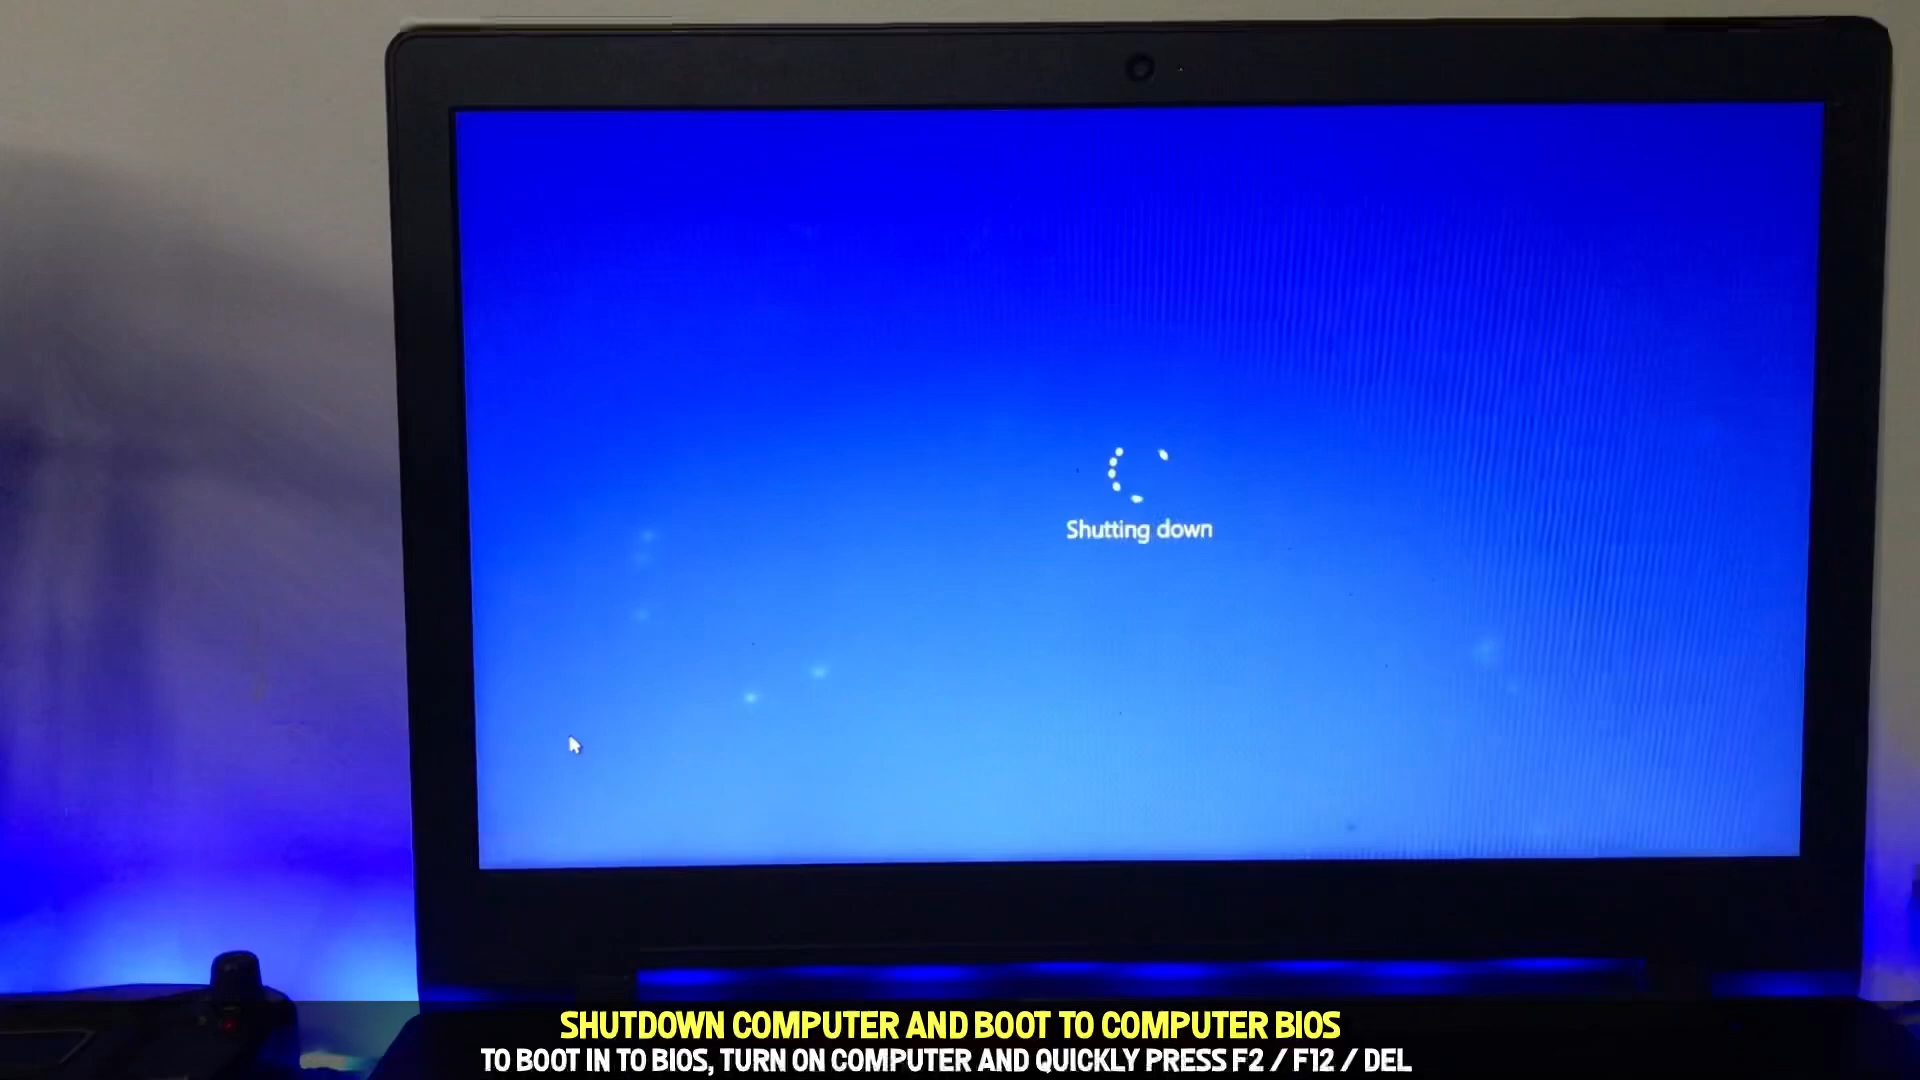 Shutting down
SHUTDOWN COMPUTER AND BOOT TO COMPUTER BIOS
TO BOOT IN TO BIOS, TURN ON COMPUTER AND QUICKLY PRESS F2 / F12 / DEL